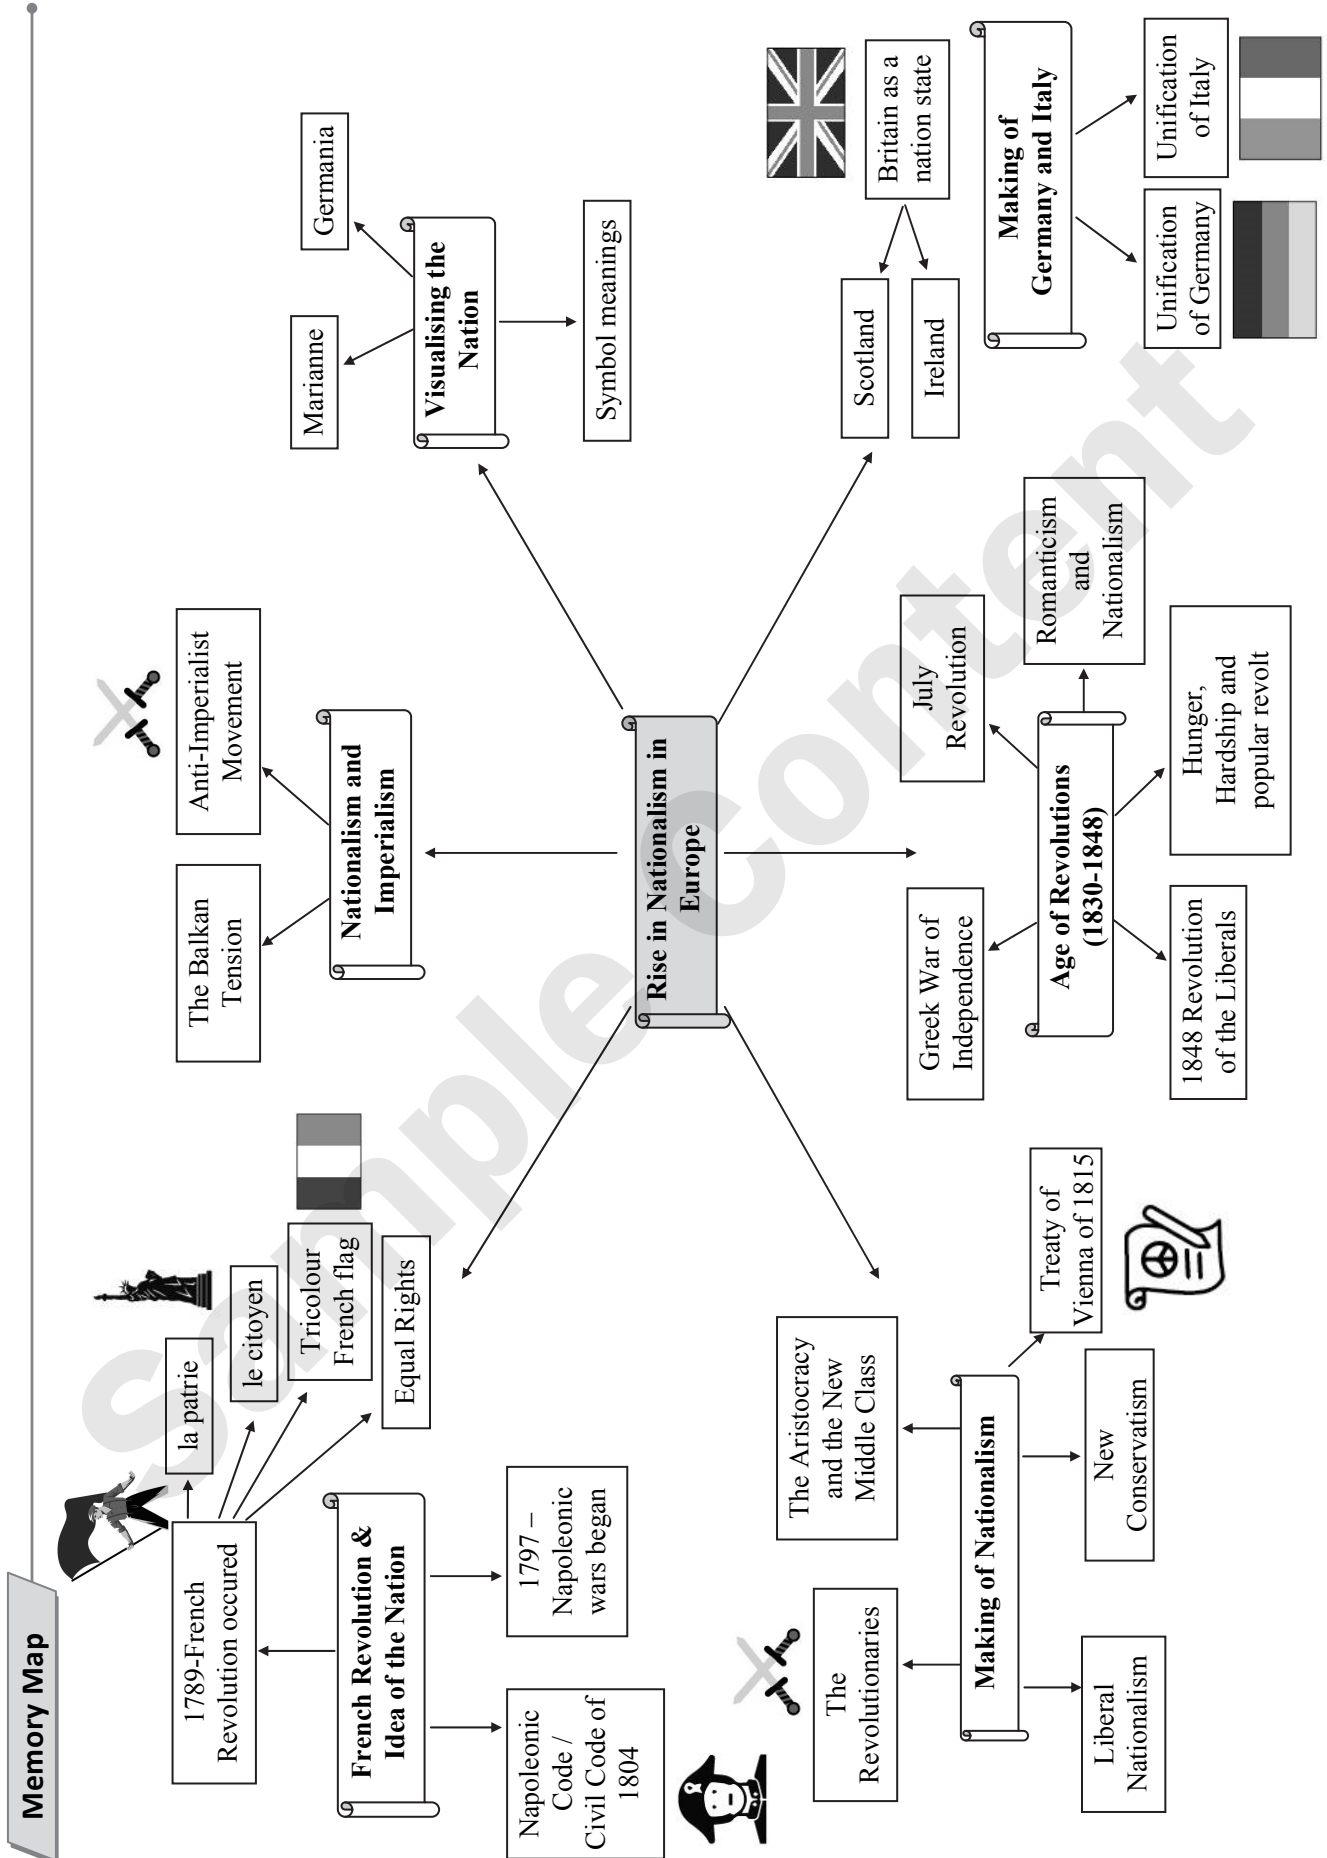 Memory Map
1789-French
Revolution occured
la patrie
le citoyen
Tricolour
French flag
Equal Rights
French Revolution &
Idea of the Nation
Napoleonic
Code /
Civil Code of
1804
1797 –
Napoleonic
wars began
The Balkan
Tension
Anti-Imperialist
Movement
Nationalism and
Imperialism
Marianne
Germania
Visualising the
Nation
Symbol meanings
Rise in Nationalism in
Europe
The
Revolutionaries
The Aristocracy
and the New
Middle Class
Making of Nationalism
Liberal
Nationalism
New
Conservatism
Treaty of
Vienna of 1815
Greek War of
Independence
July
Revolution
Age of Revolutions
(1830-1848)
Romanticism
and
Nationalism
1848 Revolution
of the Liberals
Hunger,
Hardship and
popular revolt
Britain as a
nation state
Scotland
Ireland
Making of
Germany and Italy
Unification
of Germany
Unification
of Italy
Sample Content